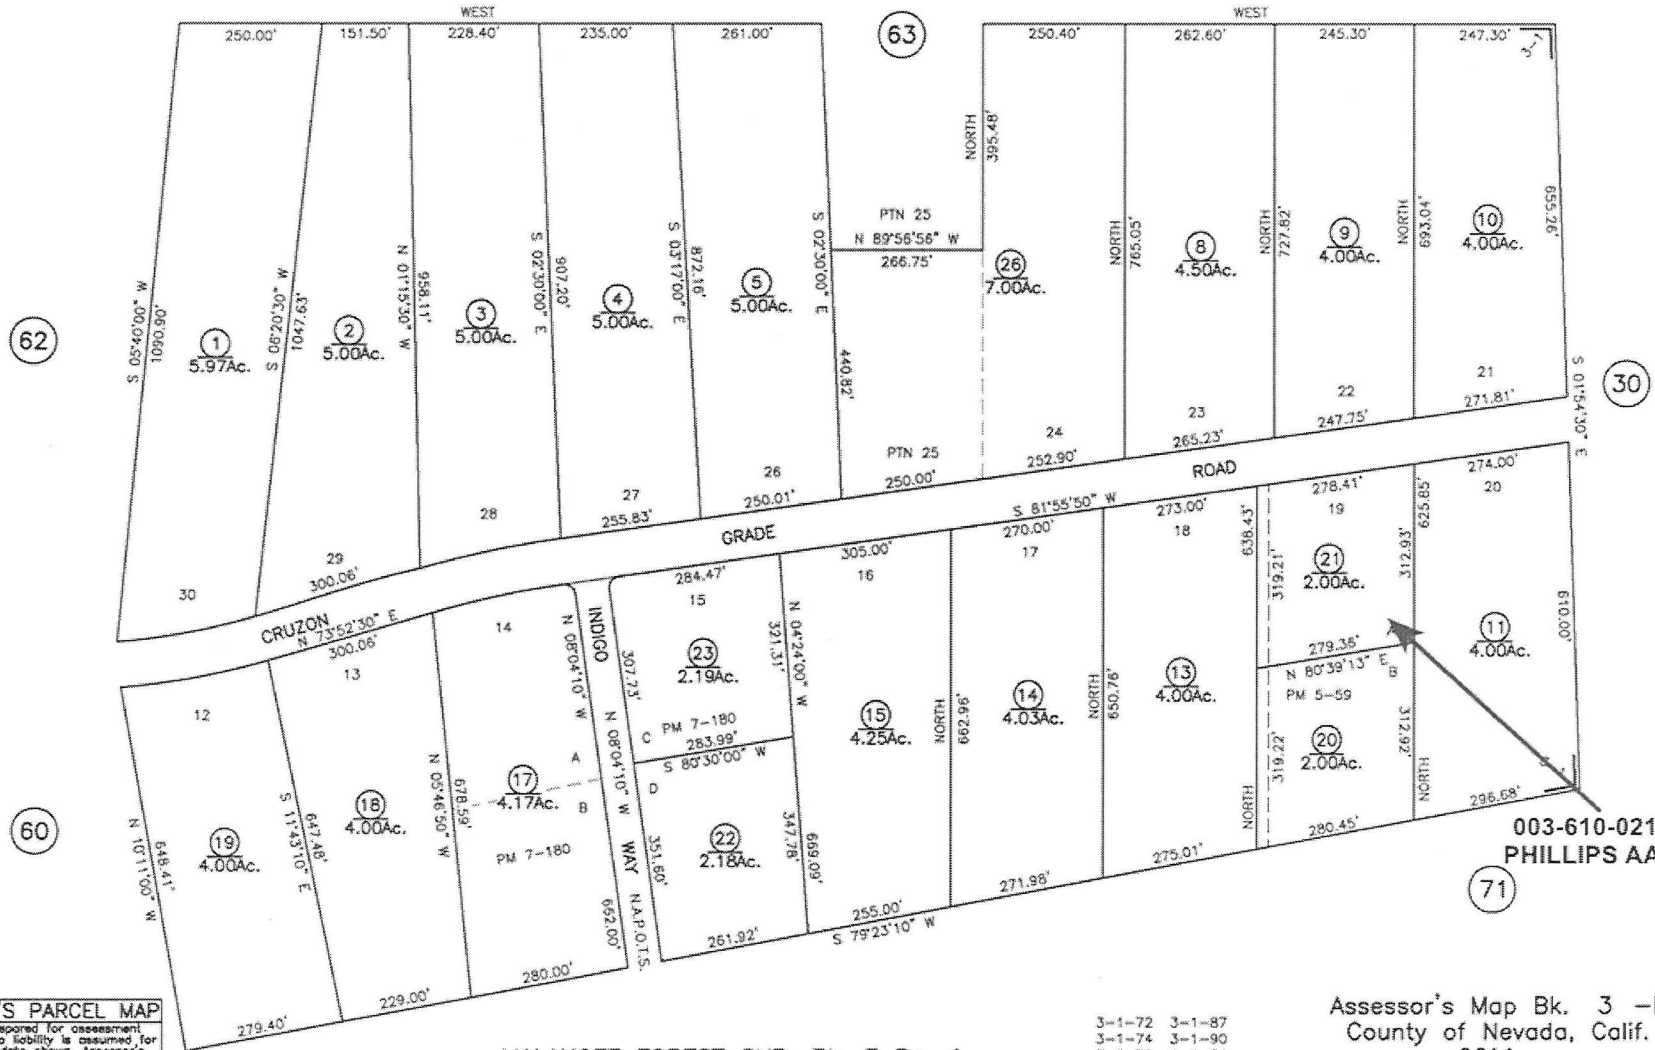 WEST
WEST
250.00'
151.50'
228.40'
235.00'
261.00'
63
250.40'
262.60'
245.30'
247.30'
3-1
NORTH
395.48'
PTN 25
N 89°56'56" W
266.75'
S 05°40'00" W
1090.90'
S 06°20'30" W
1047.63'
N 01°15'30" W
958.11'
S 02°30'00" E
907.20'
S 03°17'00" E
872.16'
S 02°30'00" E
440.82'
NORTH
765.05'
NORTH
727.82'
NORTH
693.04'
655.26'
S 01°54'30" E
62
1
5.97Ac.
2
5.00Ac.
3
5.00Ac.
4
5.00Ac.
5
5.00Ac.
26
7.00Ac.
8
4.50Ac.
9
4.00Ac.
10
4.00Ac.
30
30
29
300.06'
28
27
255.83'
26
250.01'
PTN 25
250.00'
24
252.90'
23
265.23'
22
247.75'
21
271.81'
CRUZON
GRADE
ROAD
N 73°52'30" E
300.06'
S 81°55'50" W
284.47'
305.00'
270.00'
273.00'
278.41'
274.00'
12
13
14
15
16
17
18
19
20
INDIGO
WAY
N.A.P.O.T.S.
N 08°04'10" W
N 08°04'10" W
307.73'
351.60'
662.00'
N 04°24'00" W
321.31'
347.78'
669.09'
NORTH
662.96'
NORTH
650.76'
638.43'
NORTH
319.21'
319.22'
312.93'
312.92'
625.85'
NORTH
610.00'
23
2.19Ac.
C
PM 7-180
283.99'
S 80°30'00" W
D
22
2.18Ac.
15
4.25Ac.
14
4.03Ac.
13
4.00Ac.
21
2.00Ac.
A
279.36'
N 80°39'13" E
B
PM 5-59
20
2.00Ac.
11
4.00Ac.
60
19
4.00Ac.
18
4.00Ac.
17
4.17Ac.
A
B
PM 7-180
N 10°11'00" W
648.41'
S 11°43'10" E
647.48'
N 05°46'50" W
678.59'
279.40'
229.00'
280.00'
261.92'
255.00'
S 79°23'10" W
271.98'
275.01'
280.45'
296.68'
003-610-021
PHILLIPS AA
71
'S PARCEL MAP
for assessment
liability is assumed for
3-1-72 3-1-87
3-1-74 3-1-90
Assessor's Map Bk. 3
County of Nevada, Calif.